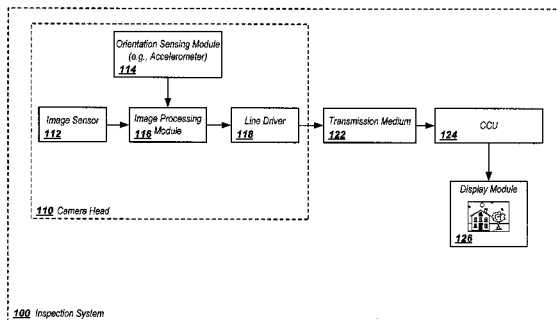 Orientation Sensing Module
(e.g., Accelerometer)
114
Image Sensor
112
Image Processing
Module
116
Line Driver
118
Transmission Medium
122
CCU
124
Display Module
126
110 Camera Head
100 Inspection System